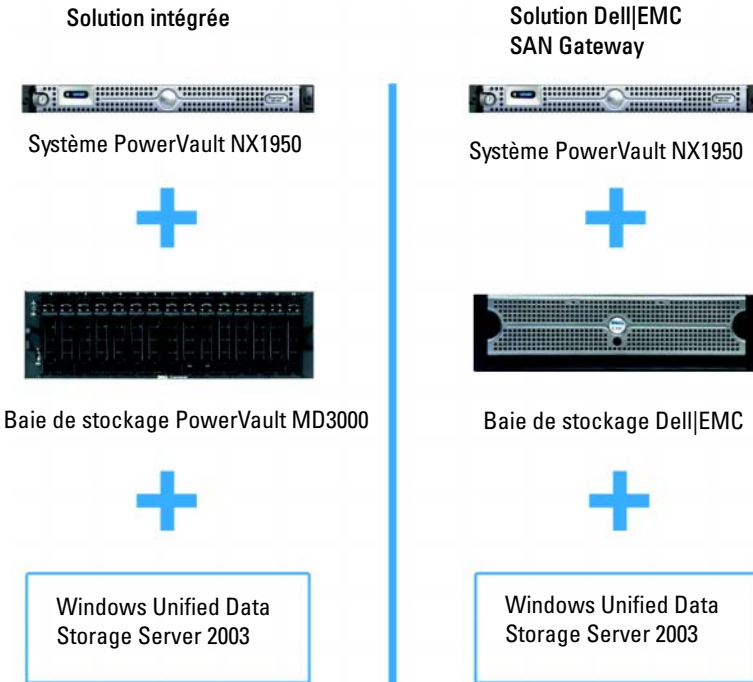 Solution intégrée
Système PowerVault NX1950
Baie de stockage PowerVault MD3000
Windows Unified Data
Storage Server 2003
Solution Dell|EMC
SAN Gateway
Système PowerVault NX1950
Baie de stockage Dell|EMC
Windows Unified Data
Storage Server 2003